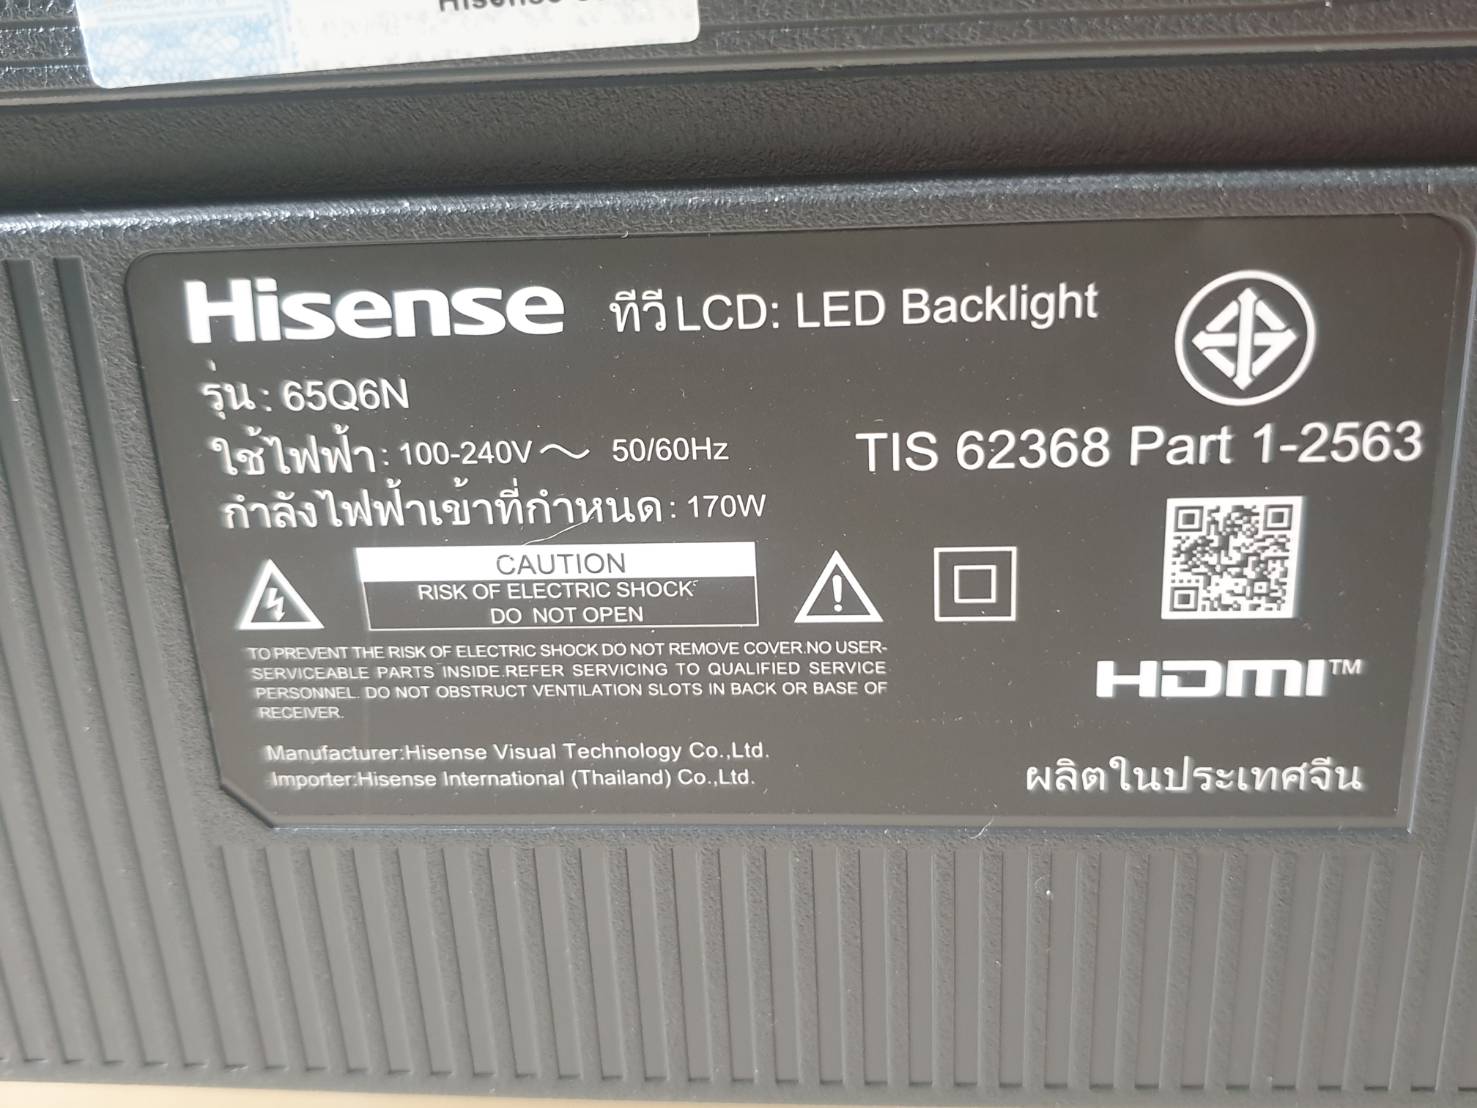 Hisense
Hisense ทีวี LCD: LED Backlight
รุ่น: 65Q6N
ใช้ไฟฟ้า: 100-240V～ 50/60Hz
กำลังไฟฟ้าเข้าที่กำหนด: 170W
TIS 62368 Part 1-2563
CAUTION
RISK OF ELECTRIC SHOCK
DO NOT OPEN
TO PREVENT THE RISK OF ELECTRIC SHOCK DO NOT REMOVE COVER.NO USER-
SERVICEABLE PARTS INSIDE.REFER SERVICING TO QUALIFIED SERVICE
PERSONNEL. DO NOT OBSTRUCT VENTILATION SLOTS IN BACK OR BASE OF
RECEIVER.
HDMI™
Manufacturer:Hisense Visual Technology Co.,Ltd.
Importer:Hisense International (Thailand) Co.,Ltd.
ผลิตในประเทศจีน